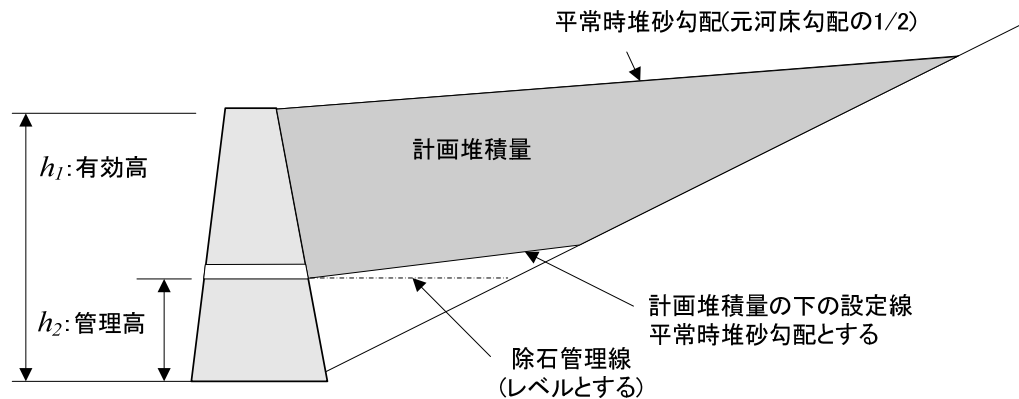 平常時堆砂勾配(元河床勾配の1/2)
計画堆積量
h1:有効高
h2:管理高
計画堆積量の下の設定線
平常時堆砂勾配とする
除石管理線
(レベルとする)